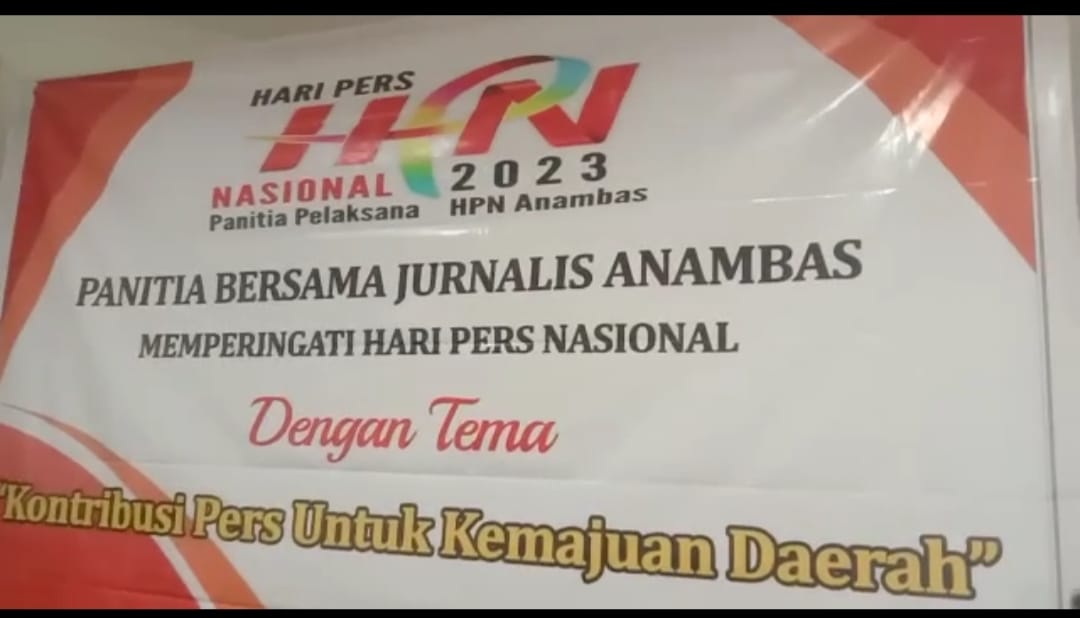 HARI PERS
HPN
NASIONAL 2023
Panitia Pelaksana HPN Anambas
PANITIA BERSAMA JURNALIS ANAMBAS
MEMPERINGATI HARI PERS NASIONAL
Dengan Tema
"Kontribusi Pers Untuk Kemajuan Daerah"